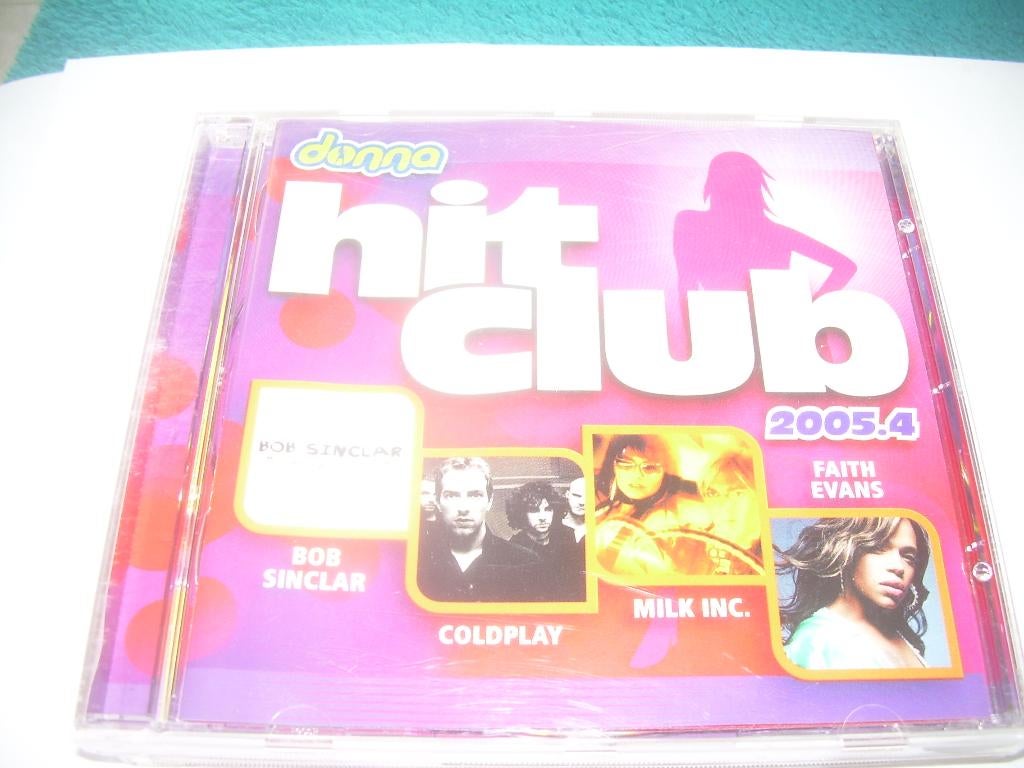 donna
hit
club
2005.4
BOB SINCLAR
BOB
SINCLAR
COLDPLAY
MILK INC.
FAITH
EVANS